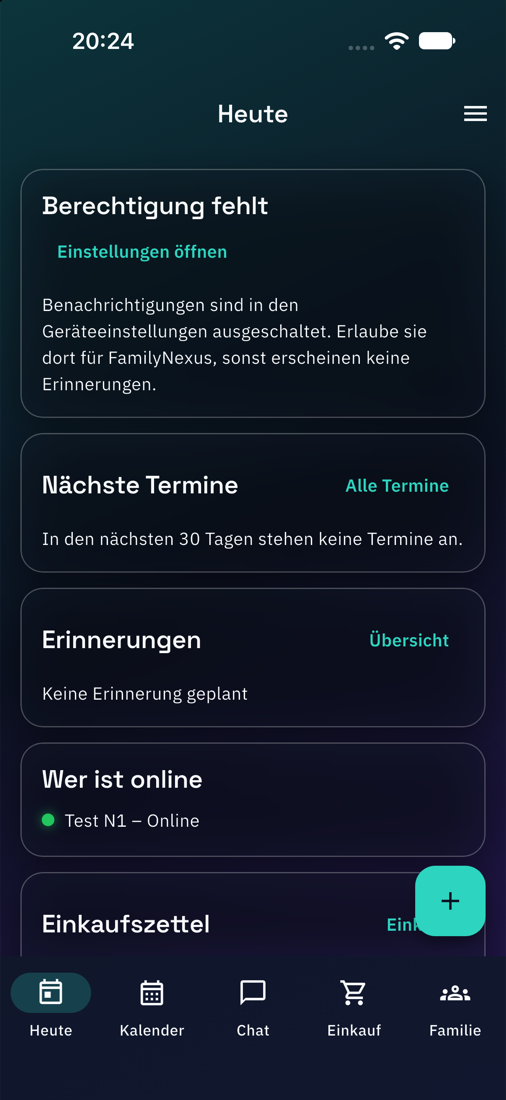 20:24
Heute
Berechtigung fehlt
Einstellungen öffnen
Benachrichtigungen sind in den
Geräteeinstellungen ausgeschaltet. Erlaube sie
dort für FamilyNexus, sonst erscheinen keine
Erinnerungen.
Nächste Termine
Alle Termine
In den nächsten 30 Tagen stehen keine Termine an.
Erinnerungen
Übersicht
Keine Erinnerung geplant
Wer ist online
Test N1 – Online
Einkaufszettel
Heute
Kalender
Chat
Einkauf
Familie